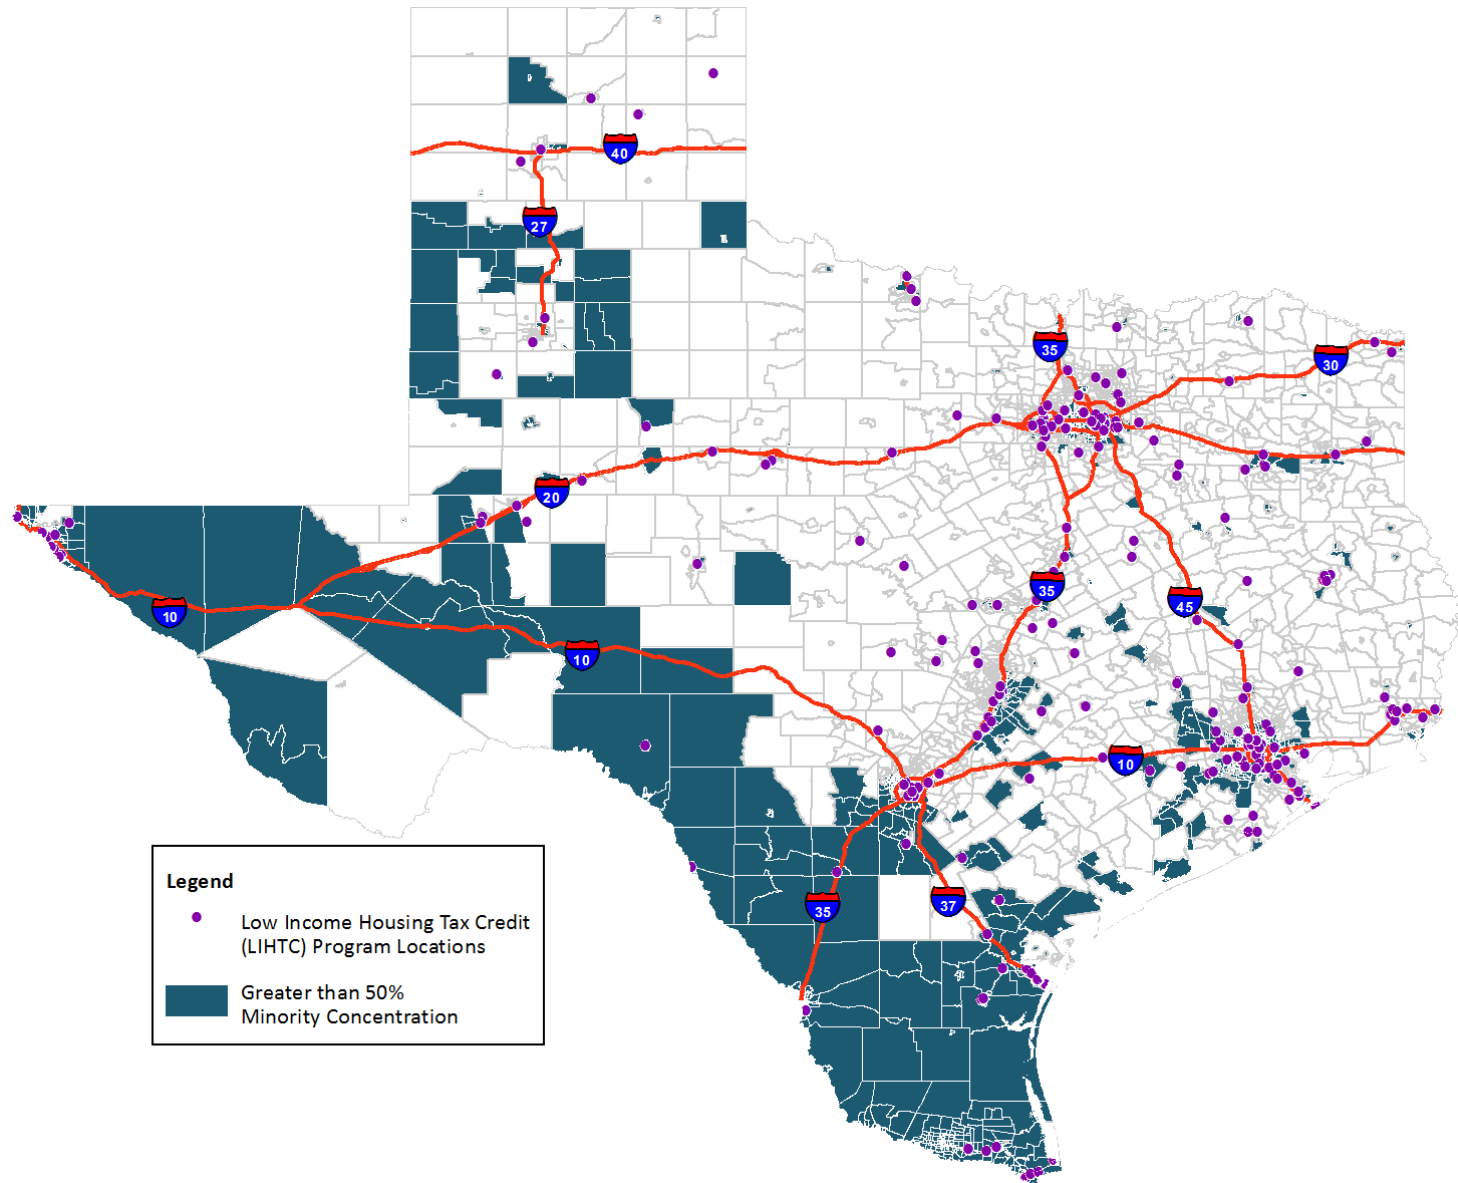 40
27
35
30
20
10
10
35
45
10
35
37
Legend
Low Income Housing Tax Credit
(LIHTC) Program Locations
Greater than 50%
Minority Concentration